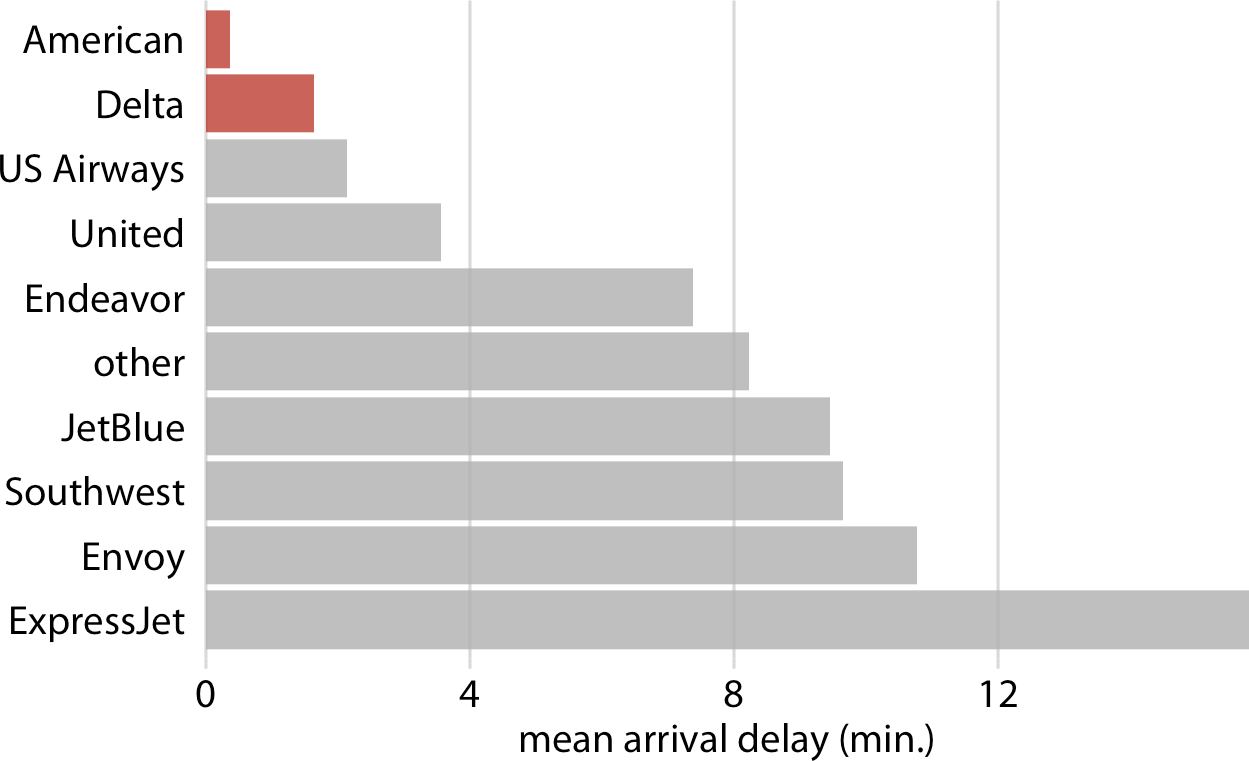 American
Delta
US Airways
United
Endeavor
other
JetBlue
Southwest
Envoy
ExpressJet
0 4 8 12
mean arrival delay (min.)